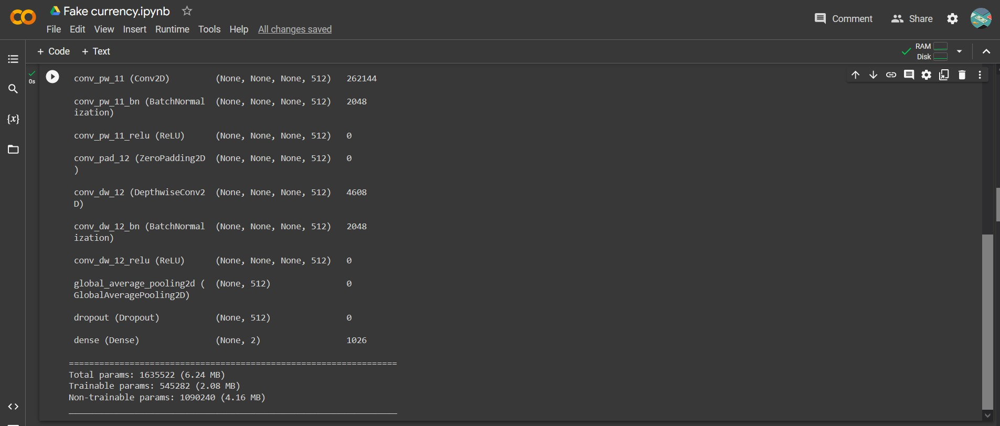 Fake currency.ipynb
File Edit View Insert Runtime Tools Help All changes saved
Comment Share
+ Code + Text
RAM
Disk
0s
{x}
conv_pw_11 (Conv2D) (None, None, None, 512) 262144
conv_pw_11_bn (BatchNormal (None, None, None, 512) 2048
ization)
conv_pw_11_relu (ReLU) (None, None, None, 512) 0
conv_pad_12 (ZeroPadding2D (None, None, None, 512) 0
)
conv_dw_12 (DepthwiseConv2 (None, None, None, 512) 4608
D)
conv_dw_12_bn (BatchNormal (None, None, None, 512) 2048
ization)
conv_dw_12_relu (ReLU) (None, None, None, 512) 0
global_average_pooling2d ( (None, 512) 0
GlobalAveragePooling2D)
dropout (Dropout) (None, 512) 0
dense (Dense) (None, 2) 1026
=================================================================
Total params: 1635522 (6.24 MB)
Trainable params: 545282 (2.08 MB)
Non-trainable params: 1090240 (4.16 MB)
_________________________________________________________________